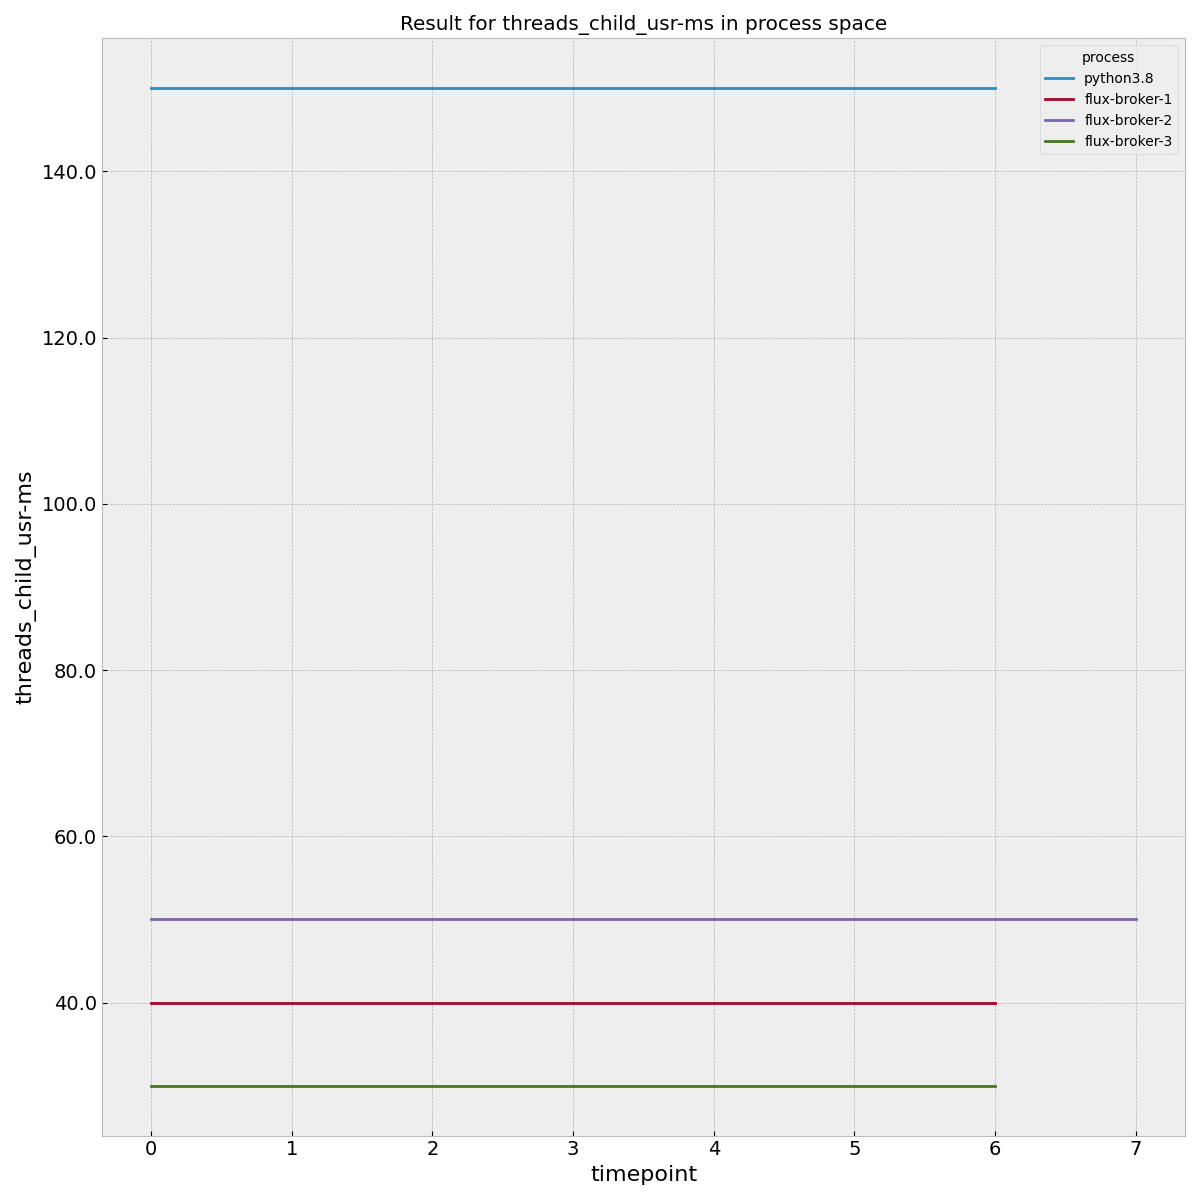 Result for threads_child_usr-ms in process space
process
python3.8
flux-broker-1
flux-broker-2
flux-broker-3
threads_child_usr-ms
140.0
120.0
100.0
80.0
60.0
40.0
0 1 2 3 4 5 6 7
timepoint